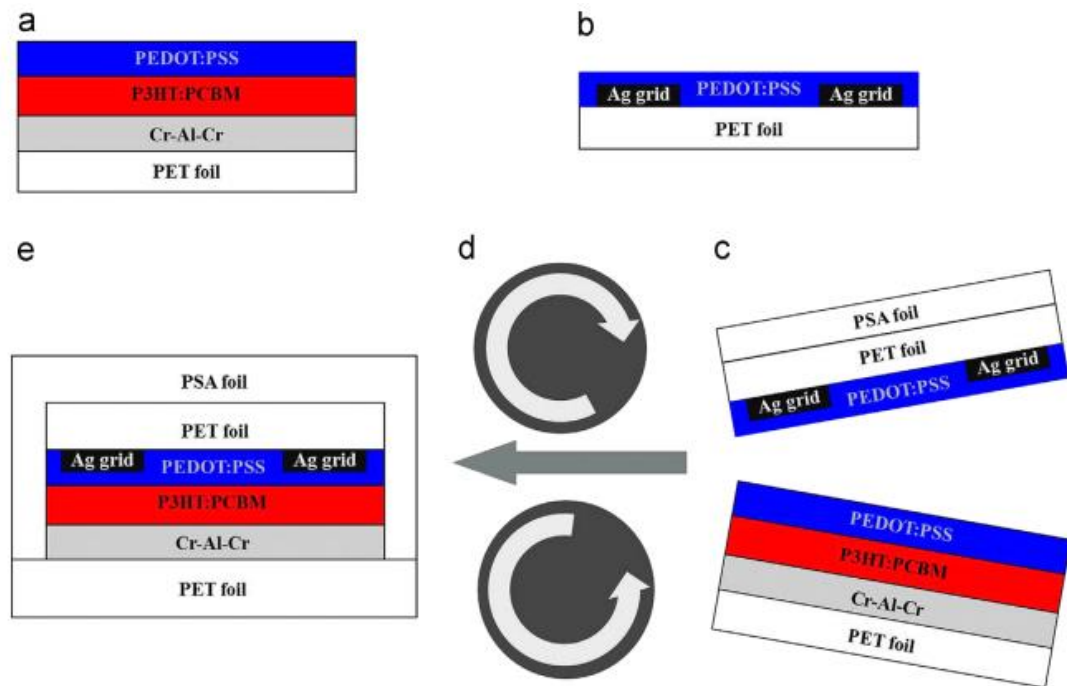 a
PEDOT:PSS
P3HT:PCBM
Cr-Al-Cr
PET foil
b
Ag grid PEDOT:PSS Ag grid
PET foil
e
PSA foil
PET foil
Ag grid PEDOT:PSS Ag grid
P3HT:PCBM
Cr-Al-Cr
PET foil
d
c
PSA foil
PET foil
Ag grid PEDOT:PSS Ag grid
PEDOT:PSS
P3HT:PCBM
Cr-Al-Cr
PET foil